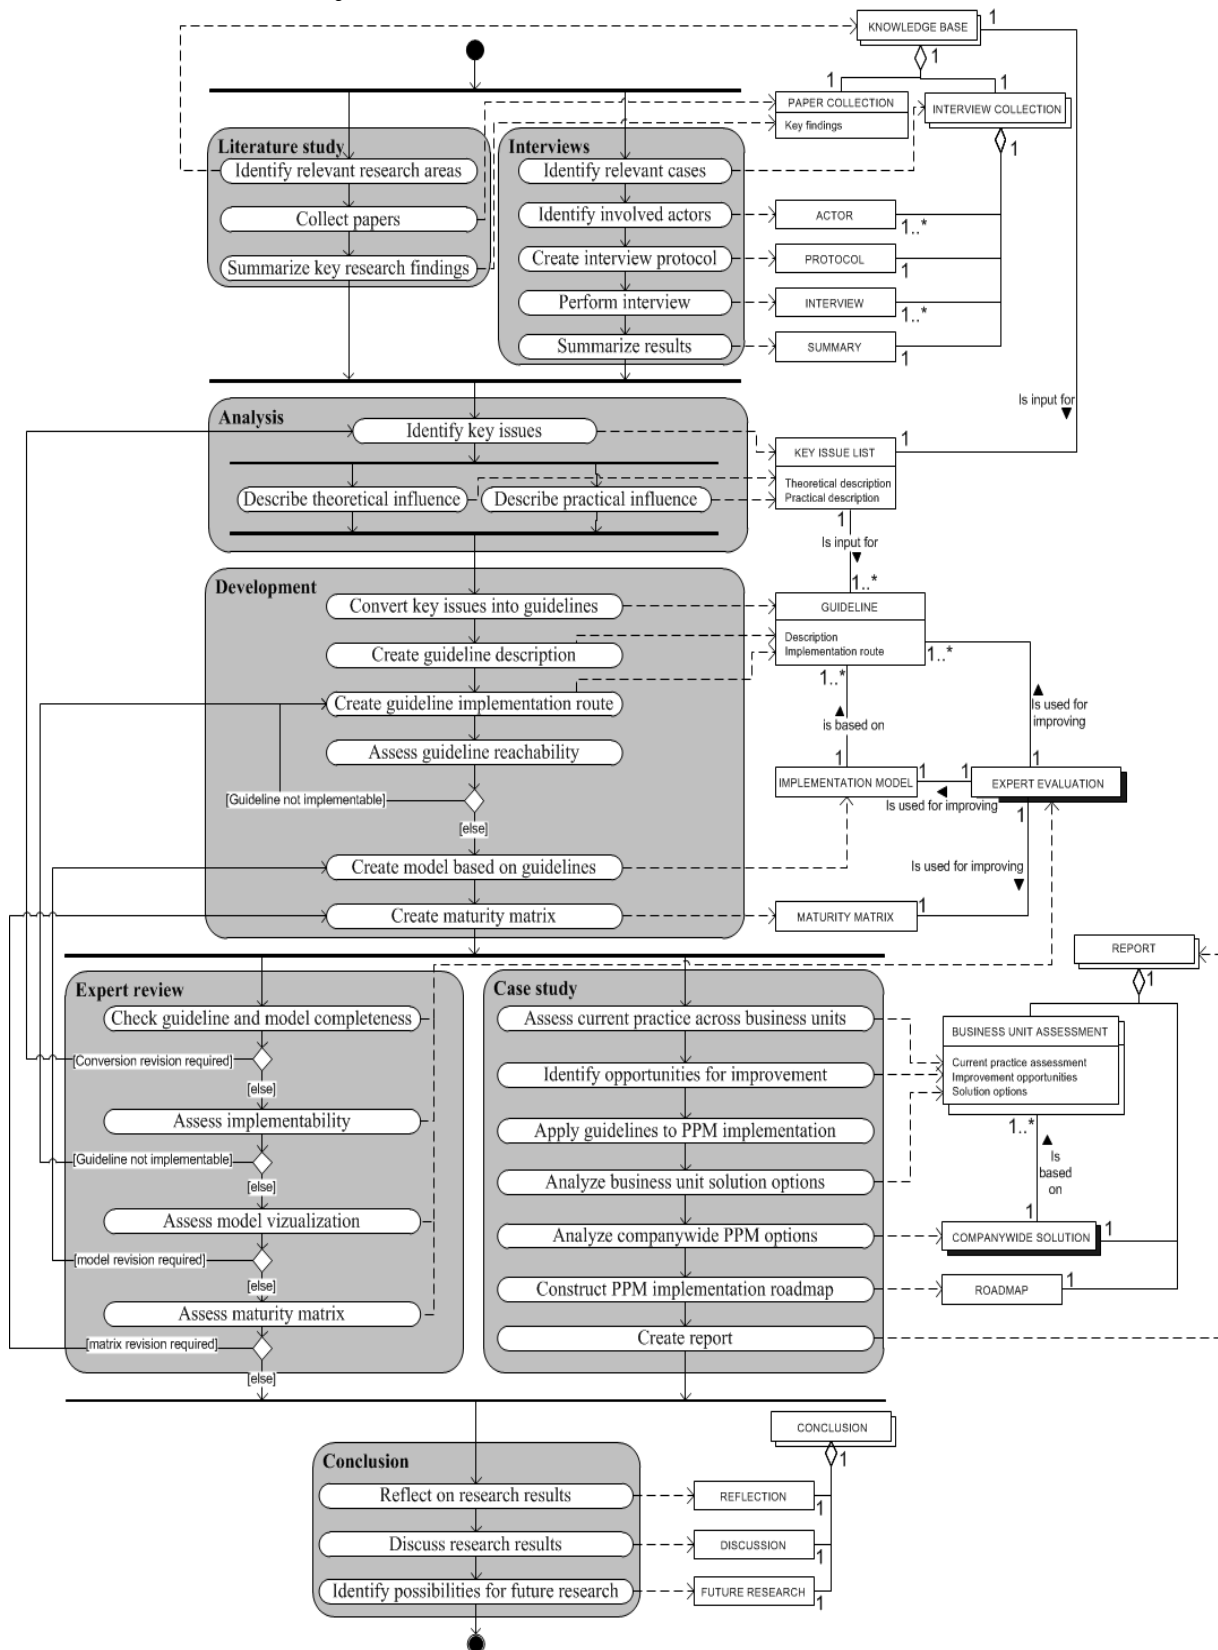 KNOWLEDGE BASE
1
1
1
1
PAPER COLLECTION
Key findings
INTERVIEW COLLECTION
1
Literature study
Identify relevant research areas
Collect papers
Summarize key research findings
Interviews
Identify relevant cases
Identify involved actors
Create interview protocol
Perform interview
Summarize results
ACTOR
1..*
PROTOCOL
1
INTERVIEW
1..*
SUMMARY
1
Is input for
Analysis
Identify key issues
Describe theoretical influence
Describe practical influence
KEY ISSUE LIST
1
Theoretical description
Practical description
1
Is input for
1..*
Development
Convert key issues into guidelines
Create guideline description
Create guideline implementation route
Assess guideline reachability
[Guideline not implementable]
[else]
Create model based on guidelines
Create maturity matrix
GUIDELINE
Description
Implementation route
1..*
1..*
is based on
Is used for
improving
1
1
IMPLEMENTATION MODEL
1
1
EXPERT EVALUATION
Is used for improving
1
Is used for improving
MATURITY MATRIX
1
Expert review
Check guideline and model completeness
[Conversion revision required]
[else]
Assess implementability
[Guideline not implementable]
[else]
Assess model vizualization
[model revision required]
[else]
Assess maturity matrix
[matrix revision required]
[else]
Case study
Assess current practice across business units
Identify opportunities for improvement
Apply guidelines to PPM implementation
Analyze business unit solution options
Analyze companywide PPM options
Construct PPM implementation roadmap
Create report
REPORT
1
BUSINESS UNIT ASSESSMENT
Current practice assessment
Improvement opportunities
Solution options
1..*
Is
based
on
1
COMPANYWIDE SOLUTION
1
ROADMAP
1
Conclusion
Reflect on research results
Discuss research results
Identify possibilities for future research
CONCLUSION
1
REFLECTION
1
DISCUSSION
1
FUTURE RESEARCH
1